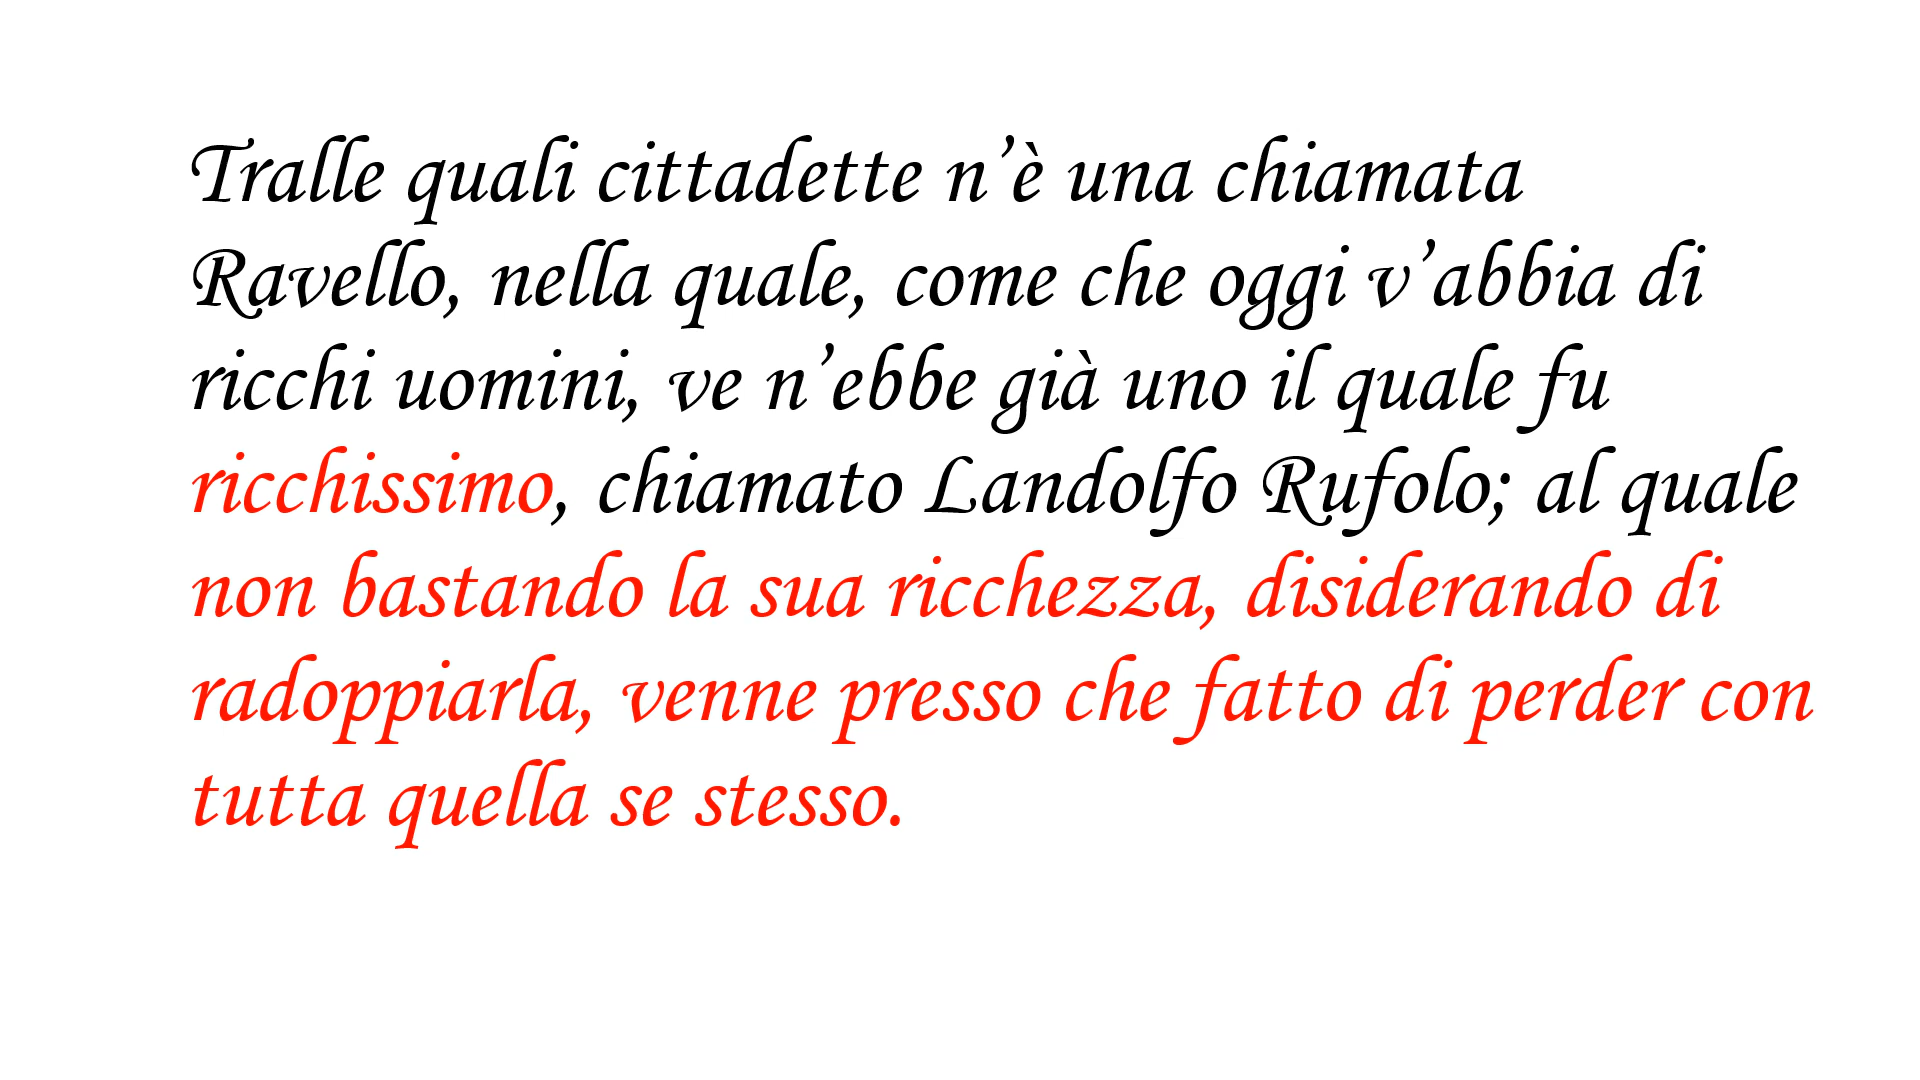 Tralle quali cittadette n’è una chiamata
Ravello, nella quale, come che oggi v’abbia di
ricchi uomini, ve n’ebbe già uno il quale fu
ricchissimo, chiamato Landolfo Rufolo; al quale
non bastando la sua ricchezza, disiderando di
radoppiarla, venne presso che fatto di perder con
tutta quella se stesso.